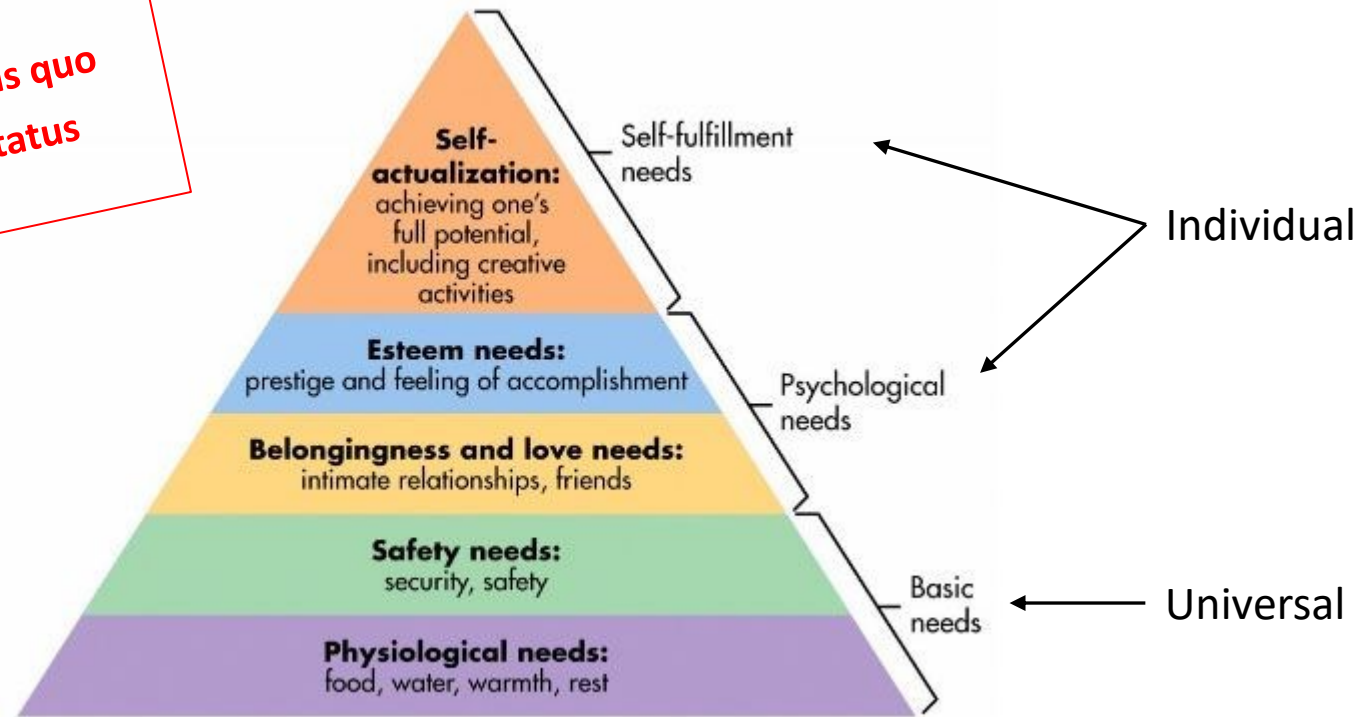 quo
Self-
actualization:
achieving one's
full potential,
including creative
activities
Esteem needs:
prestige and feeling of accomplishment
Belongingness and love needs:
intimate relationships, friends
Safety needs:
security, safety
Physiological needs:
food, water, warmth, rest
Self-fulfillment
needs
Psychological
needs
Basic
needs
Individual
Universal